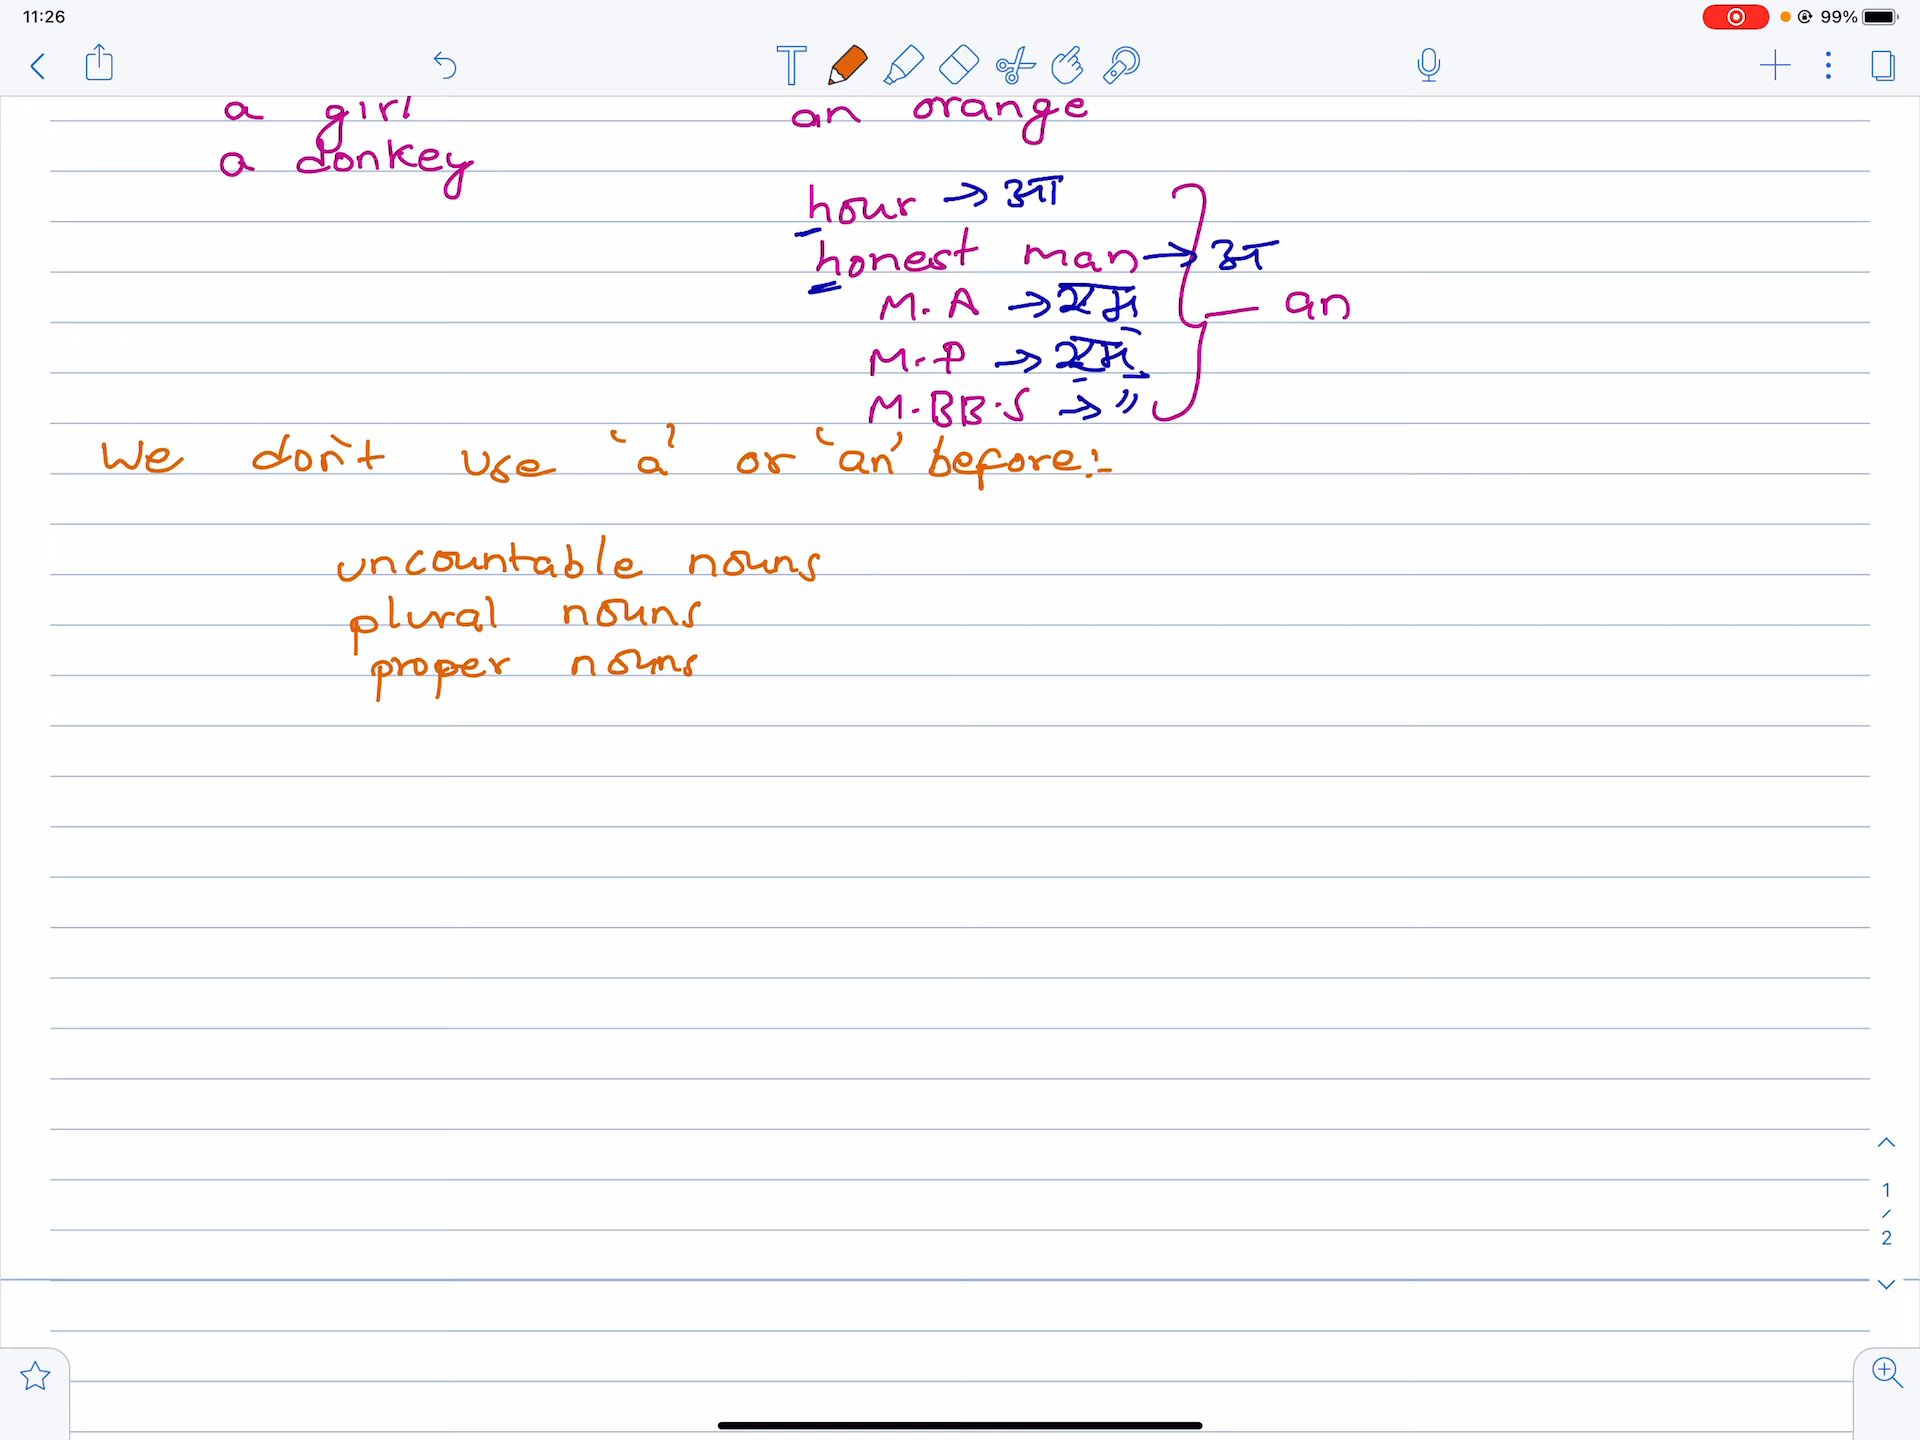 11:26
99%
a girl
an orange
a donkey
hour → आ
honest man → अ
an
M.A → एम
M.P → एम
M.BB.S → "
We don't use 'a' or 'an' before:-
uncountable nouns
plural nouns
proper nouns
1
/
2